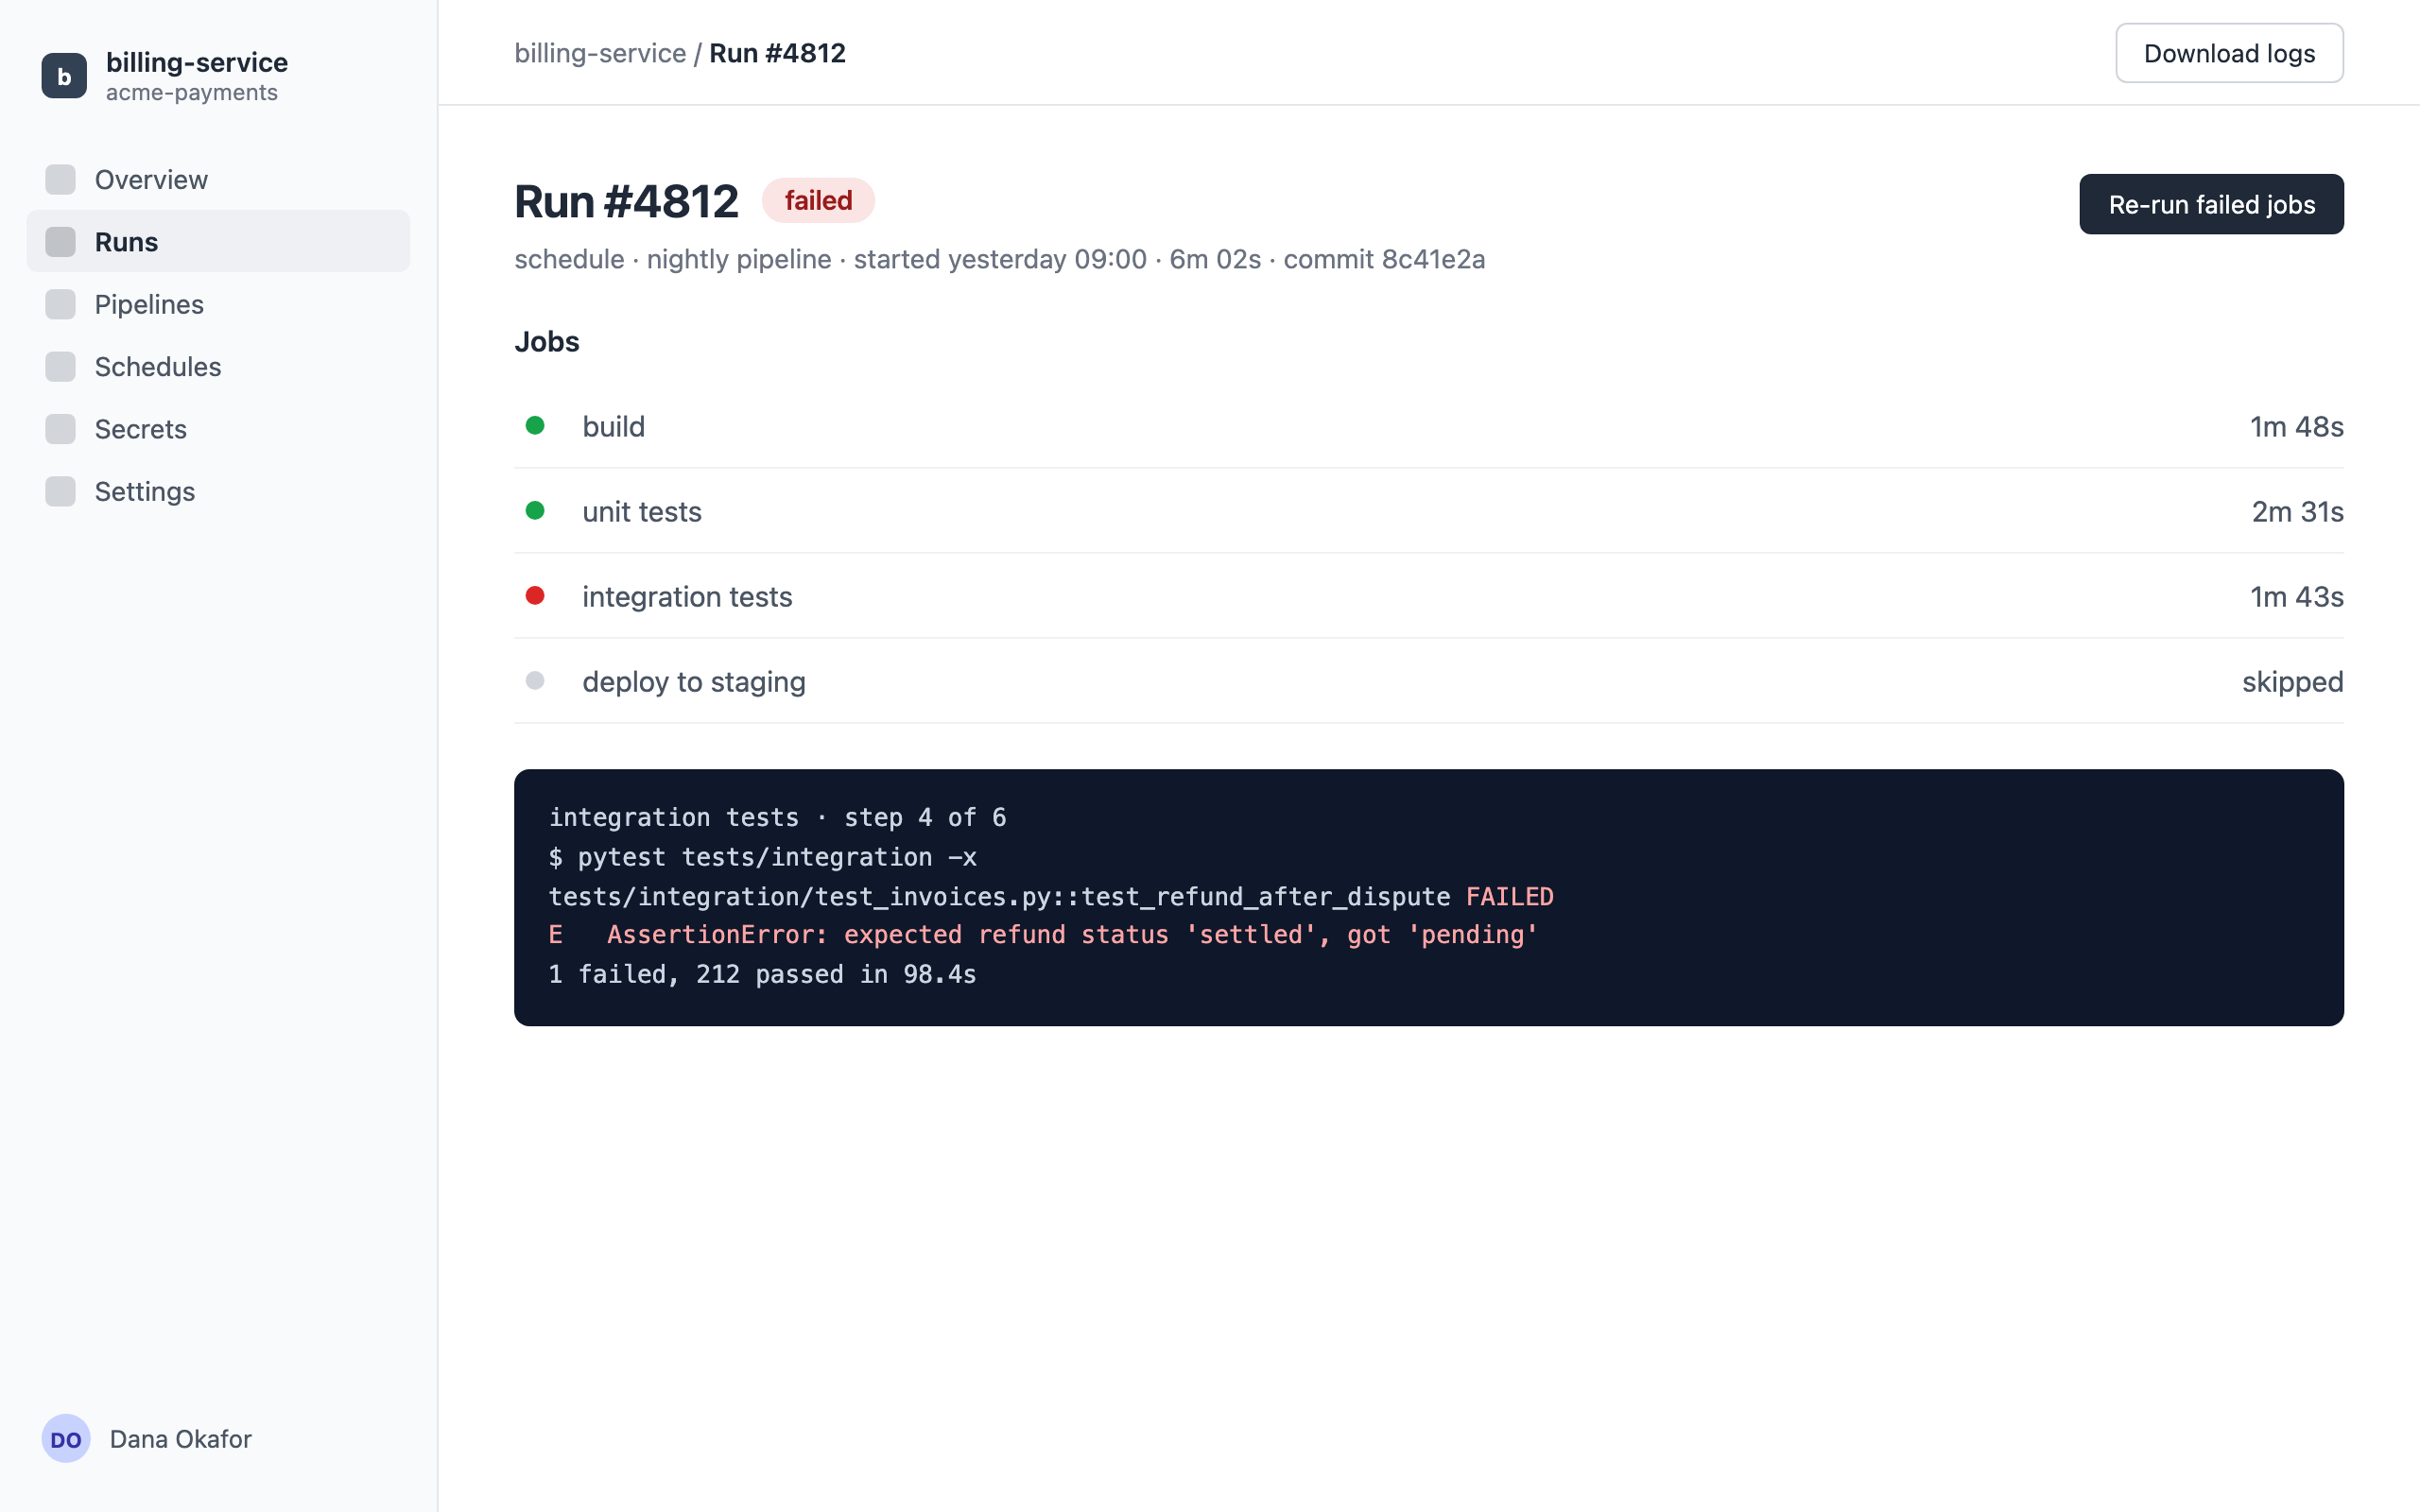 b
billing-service
acme-payments
Overview
Runs
Pipelines
Schedules
Secrets
Settings
DO
Dana Okafor
billing-service / Run #4812
Download logs
Run #4812
failed
Re-run failed jobs
schedule · nightly pipeline · started yesterday 09:00 · 6m 02s · commit 8c41e2a
Jobs
build 1m 48s
unit tests 2m 31s
integration tests 1m 43s
deploy to staging skipped
integration tests · step 4 of 6
$ pytest tests/integration -x
tests/integration/test_invoices.py::test_refund_after_dispute FAILED
E   AssertionError: expected refund status 'settled', got 'pending'
1 failed, 212 passed in 98.4s